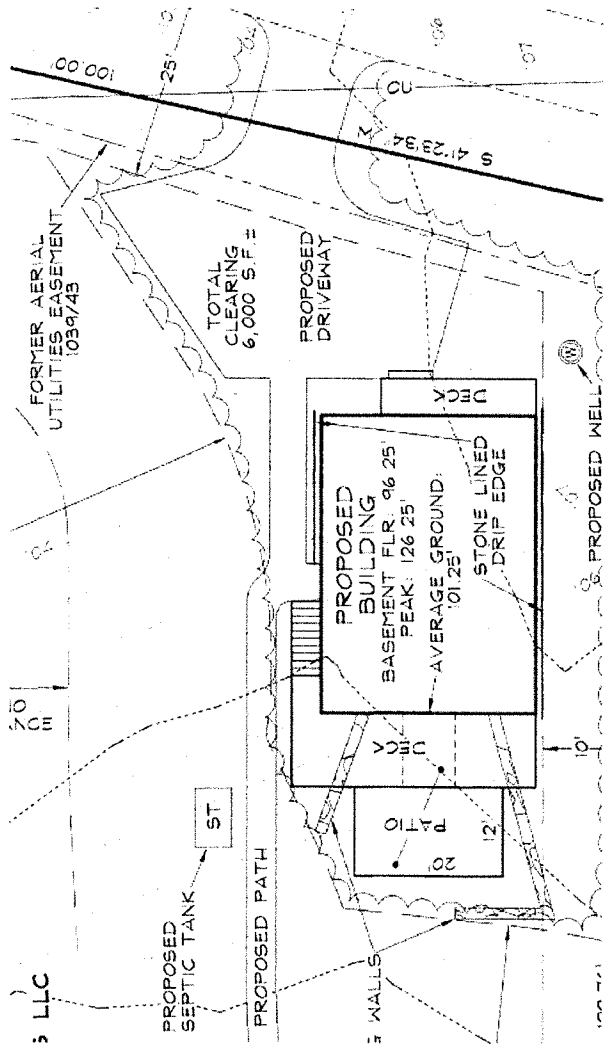 FORMER AERIAL
UTILITIES EASEMENT
1039/43
100.00'
25'
S 41°23'34"
TOTAL
CLEARING
6,000 S.F.±
PROPOSED
DRIVEWAY
DECK
PROPOSED
BUILDING
BASEMENT FLR: 96.25'
PEAK: 126.25'
AVERAGE GROUND:
101.25'
STONE LINED
DRIP EDGE
W
PROPOSED WELL
DECK
PATIO
20'
12'
10'
ST
PROPOSED
SEPTIC TANK
PROPOSED PATH
G WALLS
S LLC